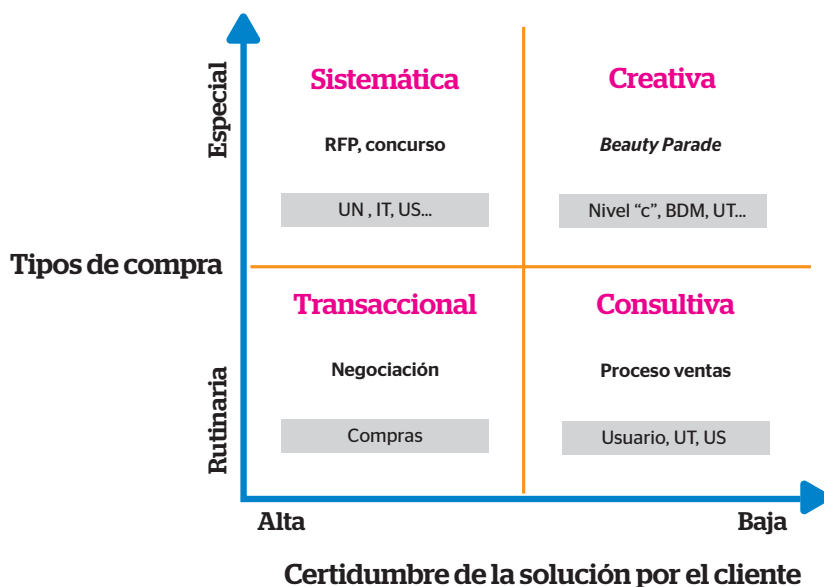 Especial
Sistemática
Creativa
RFP, concurso
Beauty Parade
UN , IT, US...
Nivel “c”, BDM, UT...
Tipos de compra
Transaccional
Consultiva
Negociación
Proceso ventas
Compras
Usuario, UT, US
Rutinaria
Alta
Baja
Certidumbre de la solución por el cliente